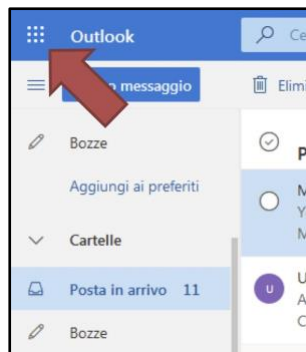 Outlook
messaggio
Elimi
Bozze
Aggiungi ai preferiti
Cartelle
Posta in arrivo 11
U
Bozze